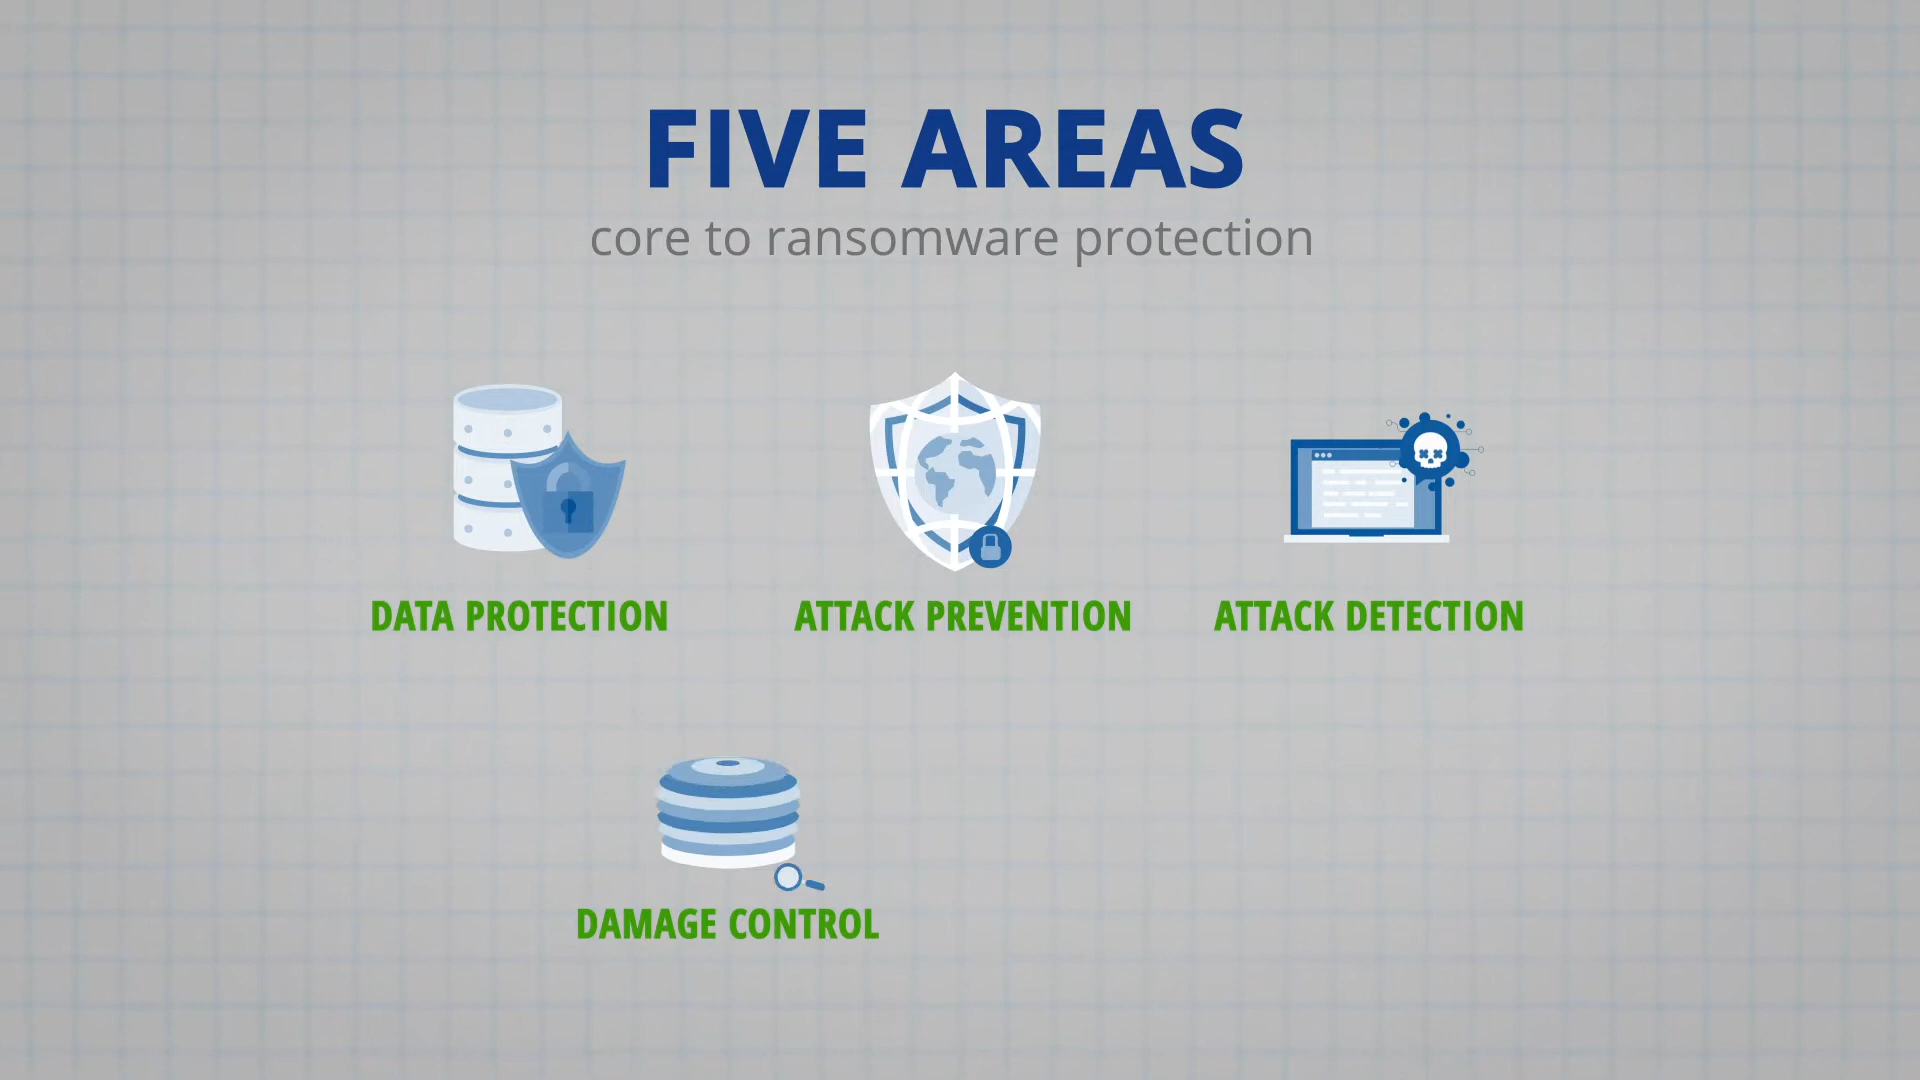 FIVE AREAS
core to ransomware protection
DATA PROTECTION
ATTACK PREVENTION
ATTACK DETECTION
DAMAGE CONTROL